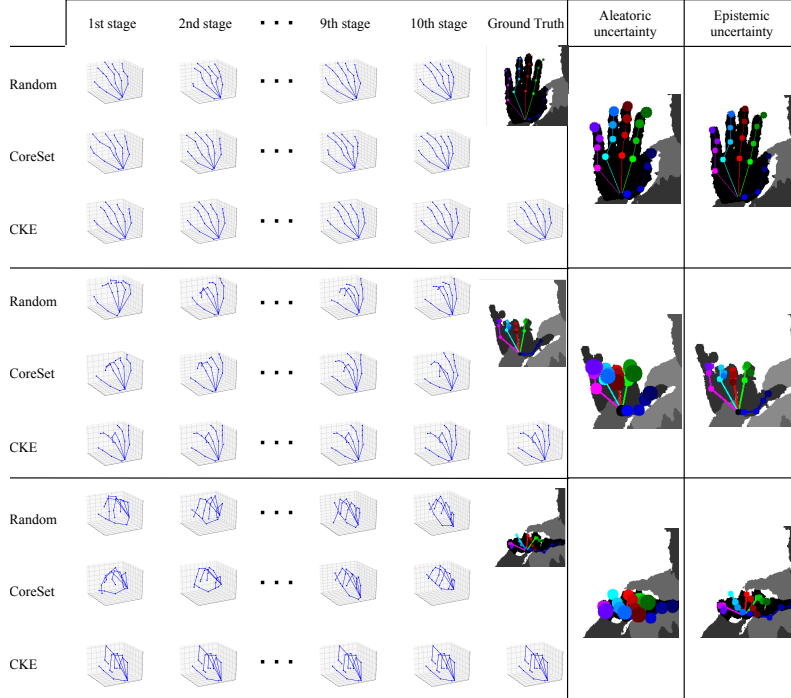 1st stage 2nd stage ··· 9th stage 10th stage Ground Truth Aleatoric uncertainty Epistemic uncertainty
Random ···
CoreSet ···
CKE ···
Random ···
CoreSet ···
CKE ···
Random ···
CoreSet ···
CKE ···